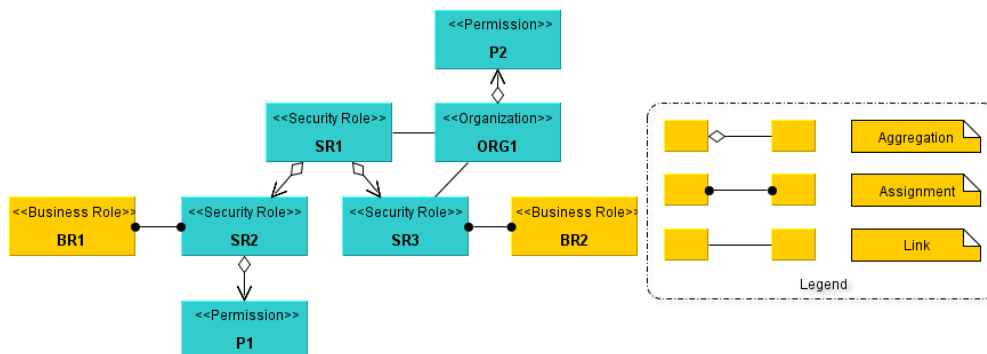 <<Permission>>
P2
<<Security Role>>
SR1
<<Organization>>
ORG1
<<Business Role>>
BR1
<<Security Role>>
SR2
<<Security Role>>
SR3
<<Business Role>>
BR2
<<Permission>>
P1
Aggregation
Assignment
Link
Legend